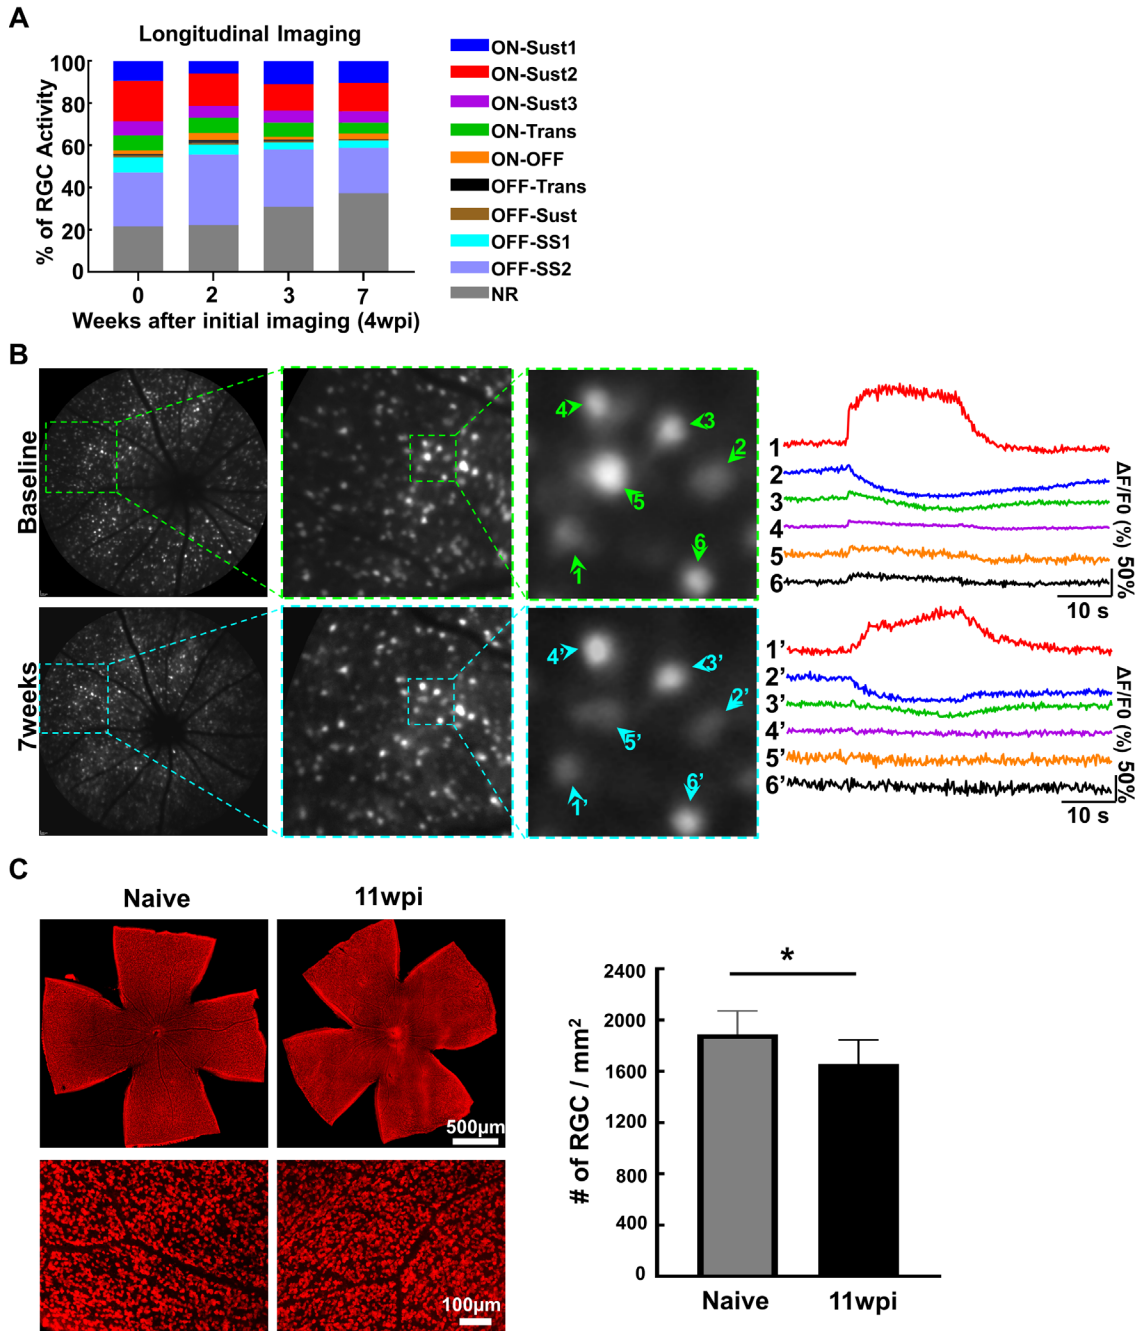 A
Longitudinal Imaging
% of RGC Activity
100
80
60
40
20
0
0 2 3 7
Weeks after initial imaging (4wpi)
ON-Sust1
ON-Sust2
ON-Sust3
ON-Trans
ON-OFF
OFF-Trans
OFF-Sust
OFF-SS1
OFF-SS2
NR
B
Baseline
4
3
2
5
1
6
1
2
3
4
5
6
ΔF/F0 (%)
50%
10 s
7weeks
4’
3’
2’
5’
1’
6’
1’
2’
3’
4’
5’
6’
ΔF/F0 (%)
50%
10 s
C
Naive 11wpi
500µm
100µm
# of RGC / mm²
2400
2000
1600
1200
800
400
0
*
Naive 11wpi